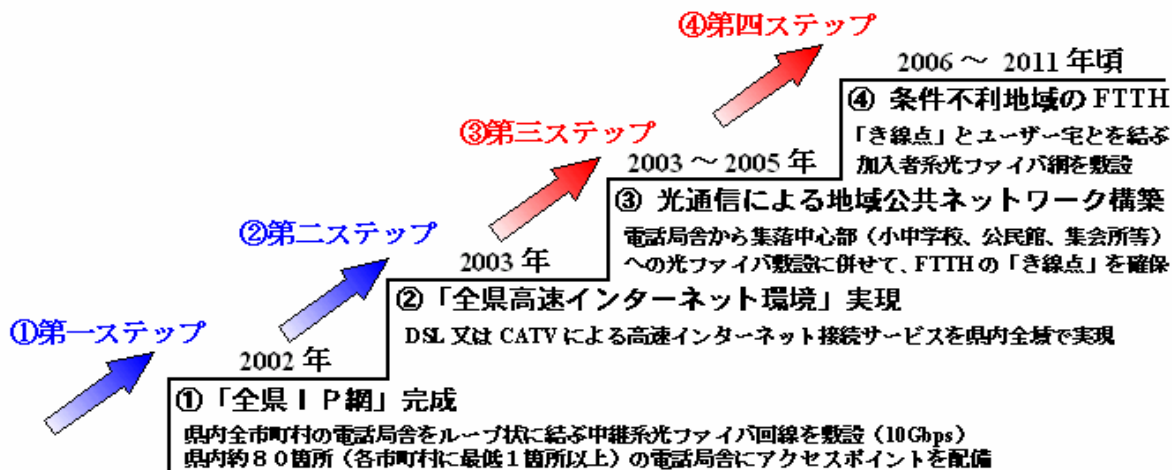 ④第四ステップ
2006 ～ 2011 年頃
④ 条件不利地域の FTTH
「き線点」とユーザー宅とを結ぶ
加入者系光ファイバ網を敷設
③第三ステップ
2003 ～ 2005 年
③ 光通信による地域公共ネットワーク構築
電話局舎から集落中心部（小中学校、公民館、集会所等）
への光ファイバ敷設に併せて、FTTH の「き線点」を確保
②第二ステップ
2003 年
②「全県高速インターネット環境」実現
DSL 又は CATV による高速インターネット接続サービスを県内全域で実現
①第一ステップ
2002 年
①「全県ＩＰ網」完成
県内全市町村の電話局舎をループ状に結ぶ中継系光ファイバ回線を敷設（10Gbps）
県内約８０箇所（各市町村に最低１箇所以上）の電話局舎にアクセスポイントを配備